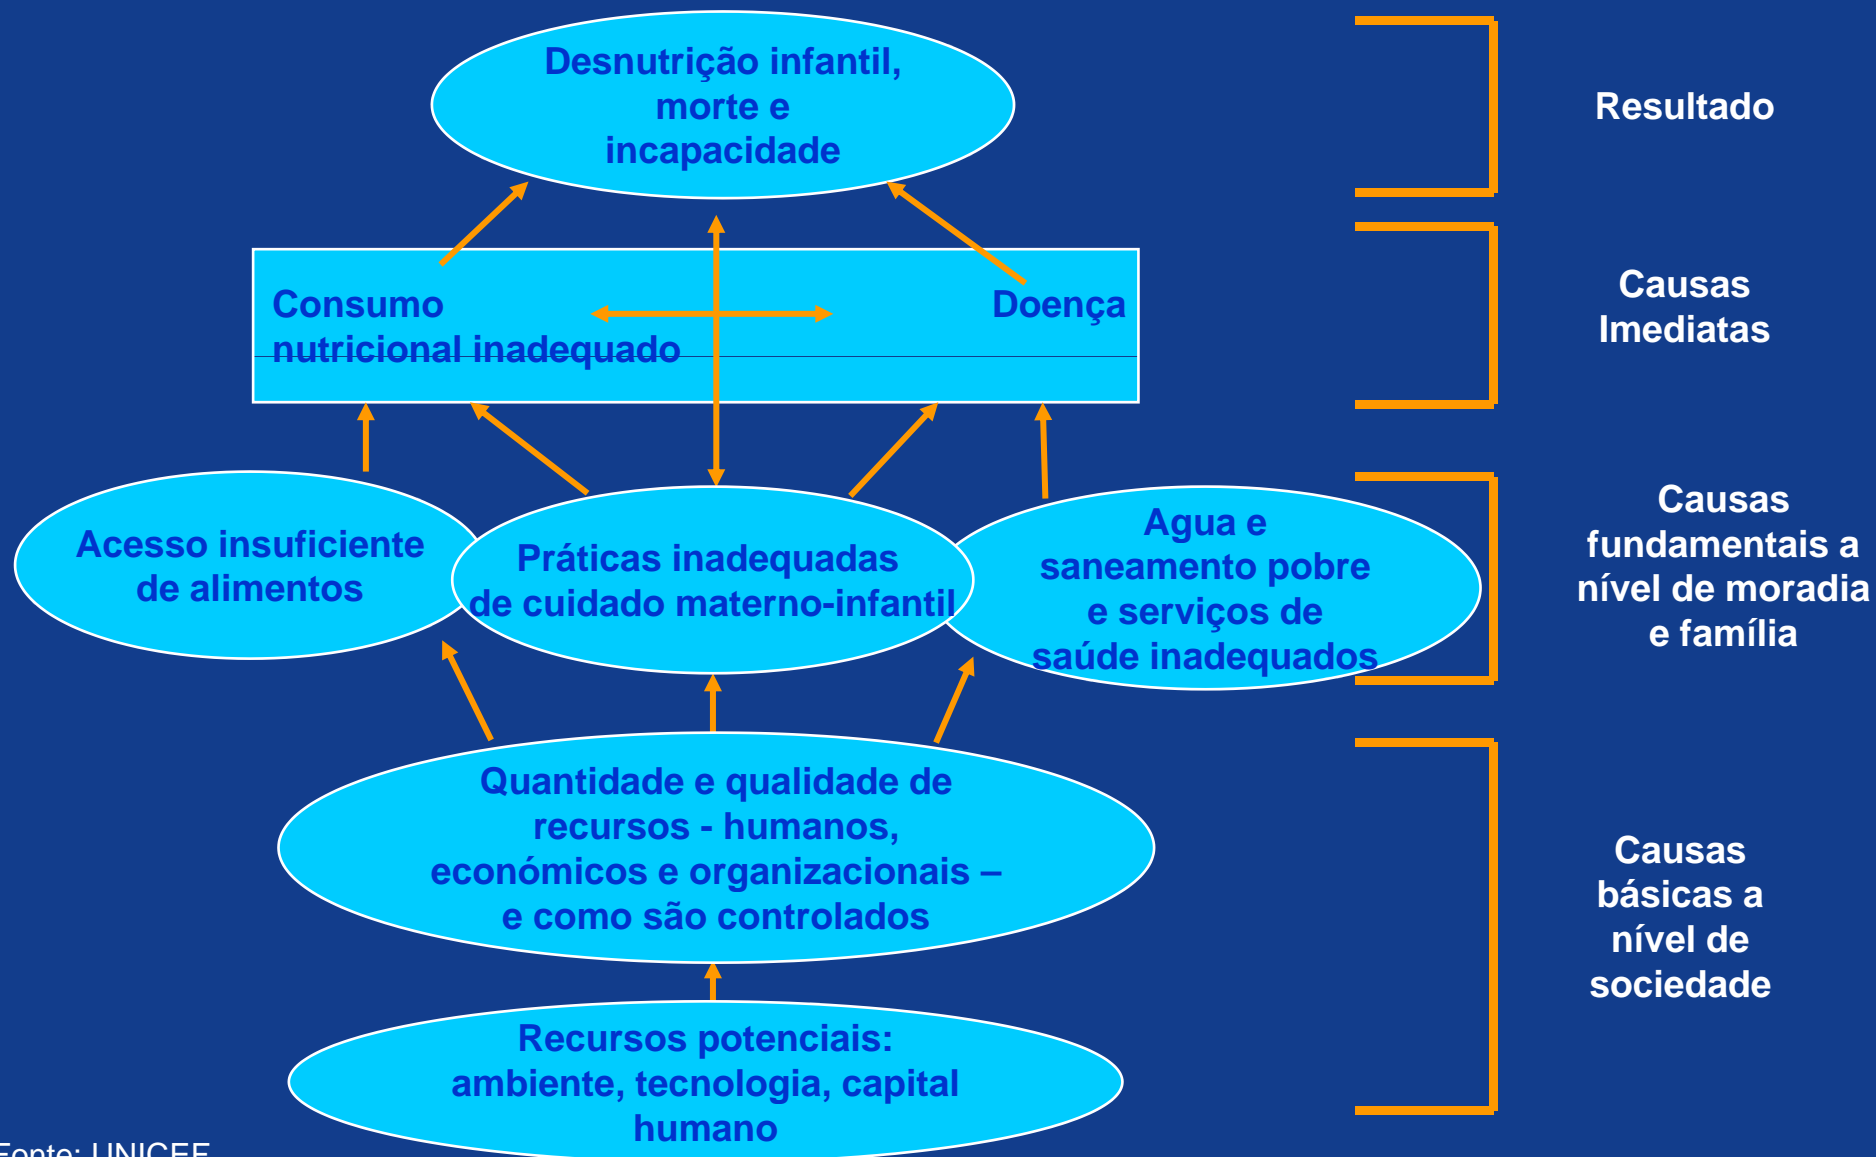 Desnutrição infantil,
morte e
incapacidade
Resultado
Consumo
nutricional inadequado
Doença
Causas
Imediatas
Acesso insuficiente
de alimentos
Práticas inadequadas
de cuidado materno-infantil
Agua e
saneamento pobre
e serviços de
saúde inadequados
Causas
fundamentais a
nível de moradia
e família
Quantidade e qualidade de
recursos - humanos,
económicos e organizacionais –
e como são controlados
Causas
básicas a
nível de
sociedade
Recursos potenciais:
ambiente, tecnologia, capital
humano
Fonte: UNICEF